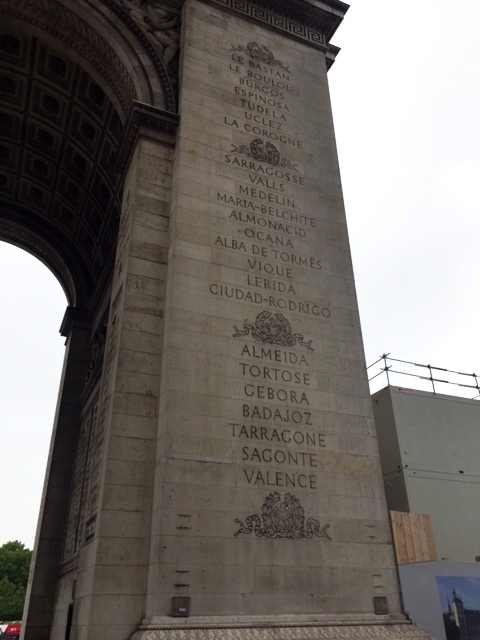 LE BASTAN
LE BOULOU
BURGOS
ESPINOSA
TUDELA
UCLEZ
LA COROGNE
SARRAGOSSE
VALLS
MEDELIN
MARIA-BELCHITE
ALMONACID
OCANA
ALBA DE TORMÈS
VIQUE
LERIDA
CIUDAD-RODRIGO
ALMEIDA
TORTOSE
GEBORA
BADAJOZ
TARRAGONE
SAGONTE
VALENCE